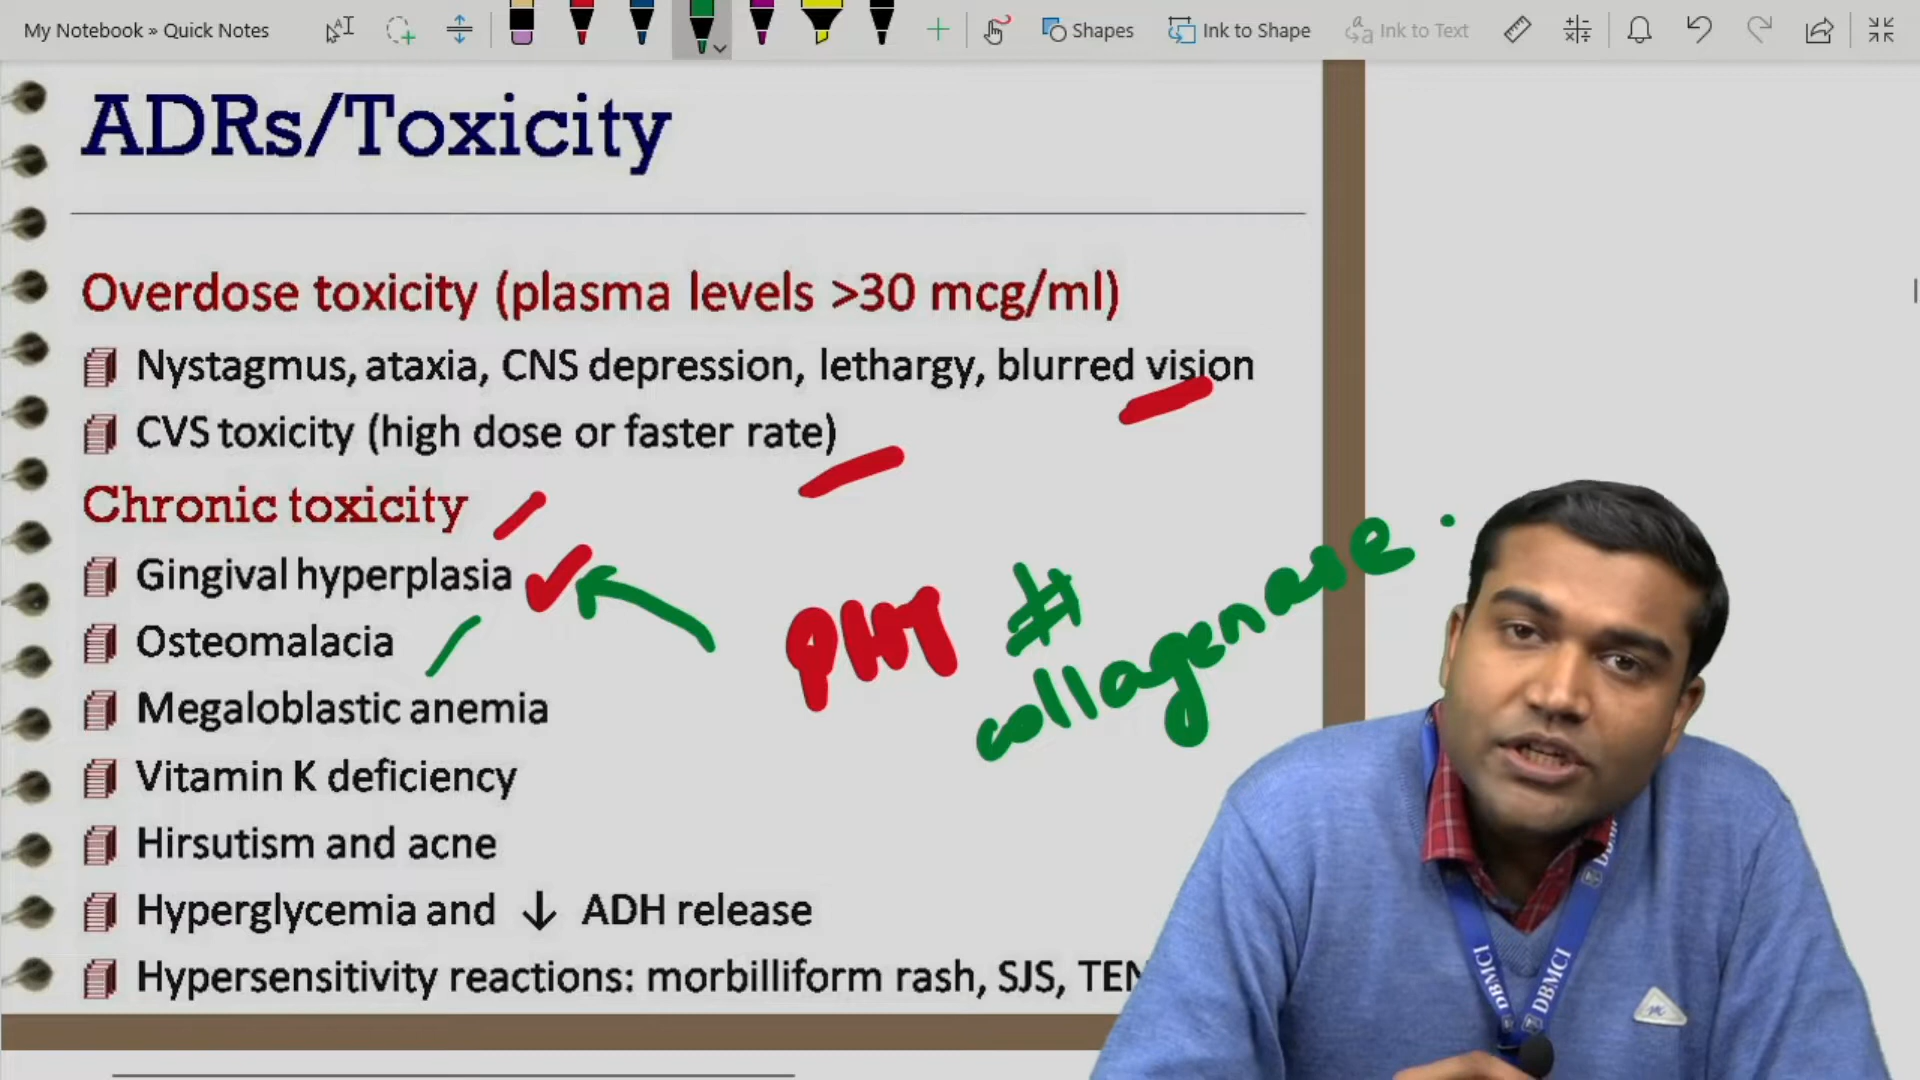 My Notebook » Quick Notes
Shapes
Ink to Shape
Ink to Text
ADRs/Toxicity
Overdose toxicity (plasma levels >30 mcg/ml)
Nystagmus, ataxia, CNS depression, lethargy, blurred vision
CVS toxicity (high dose or faster rate)
Chronic toxicity
Gingival hyperplasia
Osteomalacia
Megaloblastic anemia
Vitamin K deficiency
Hirsutism and acne
Hyperglycemia and ↓ ADH release
Hypersensitivity reactions: morbilliform rash, SJS, TEN
PHY #
collagenase
DBMCI
DBMCI